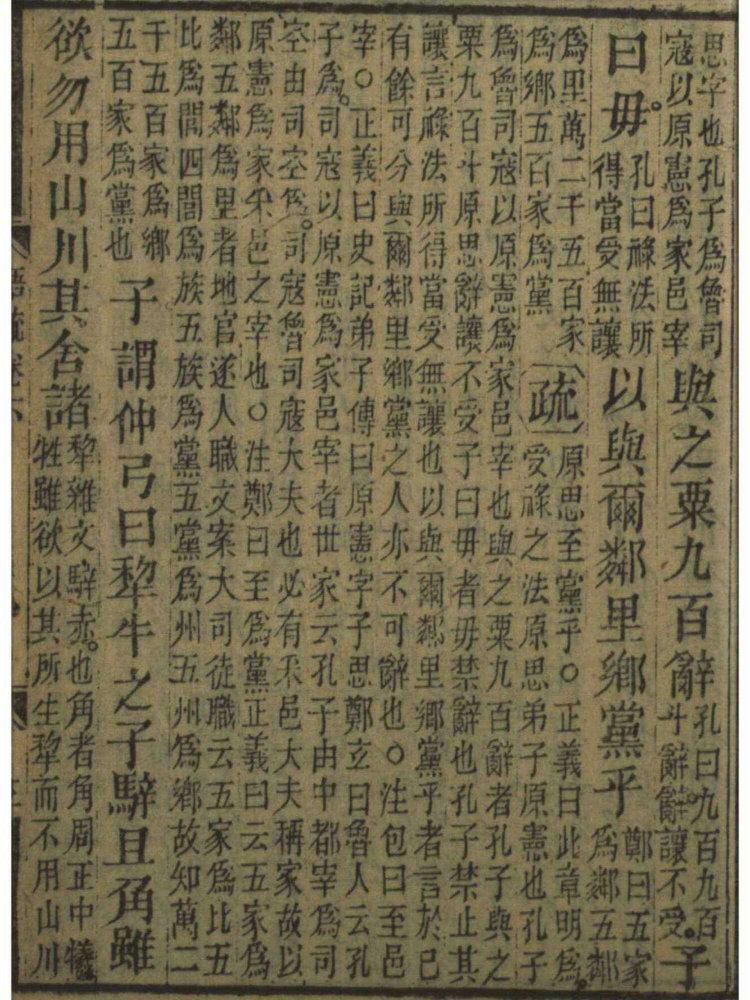 思字也孔子爲魯司
寇以原憲爲家邑宰
與之粟九百辭
孔曰九百九百
斗辭辭讓不受
子
曰毋
孔曰祿法所
得當受無讓
以與爾鄰里鄉黨乎
鄭曰五家
爲鄰五鄰
爲里萬二千五百家
爲鄉五百家爲黨
疏
原思至黨乎○正義曰此章明爲
受祿之法原思弟子原憲也孔子
爲魯司寇以原憲爲家邑宰也與之粟九百辭者孔子與之
粟九百斗原思辭讓不受子曰毋者毋禁辭也孔子禁止其
讓言祿法所得當受無讓也以與爾鄰里鄉黨乎者言於已
有餘可分與爾鄰里鄉黨之人亦不可辭也○注包曰至邑
宰○正義曰史記弟子傳曰原憲字子思鄭玄曰魯人云孔
子爲司寇以原憲爲家邑宰者世家云孔子由中都宰爲司
空由司空爲司寇魯司寇大夫也必有采邑大夫稱家故以
原憲爲家采邑之宰也○注鄭曰至爲黨正義曰云五家爲
鄰五鄰爲里者地官遂人職文案大司徒職云五家爲比五
比爲閭四閭爲族五族爲黨五黨爲州五州爲鄉故知萬二
千五百家爲鄉
五百家爲黨也
子謂仲弓曰犂牛之子騂且角雖
欲勿用山川其舍諸
犂雜文騂赤也角者角周正中犧
牲雖欲以其所生犂而不用山川